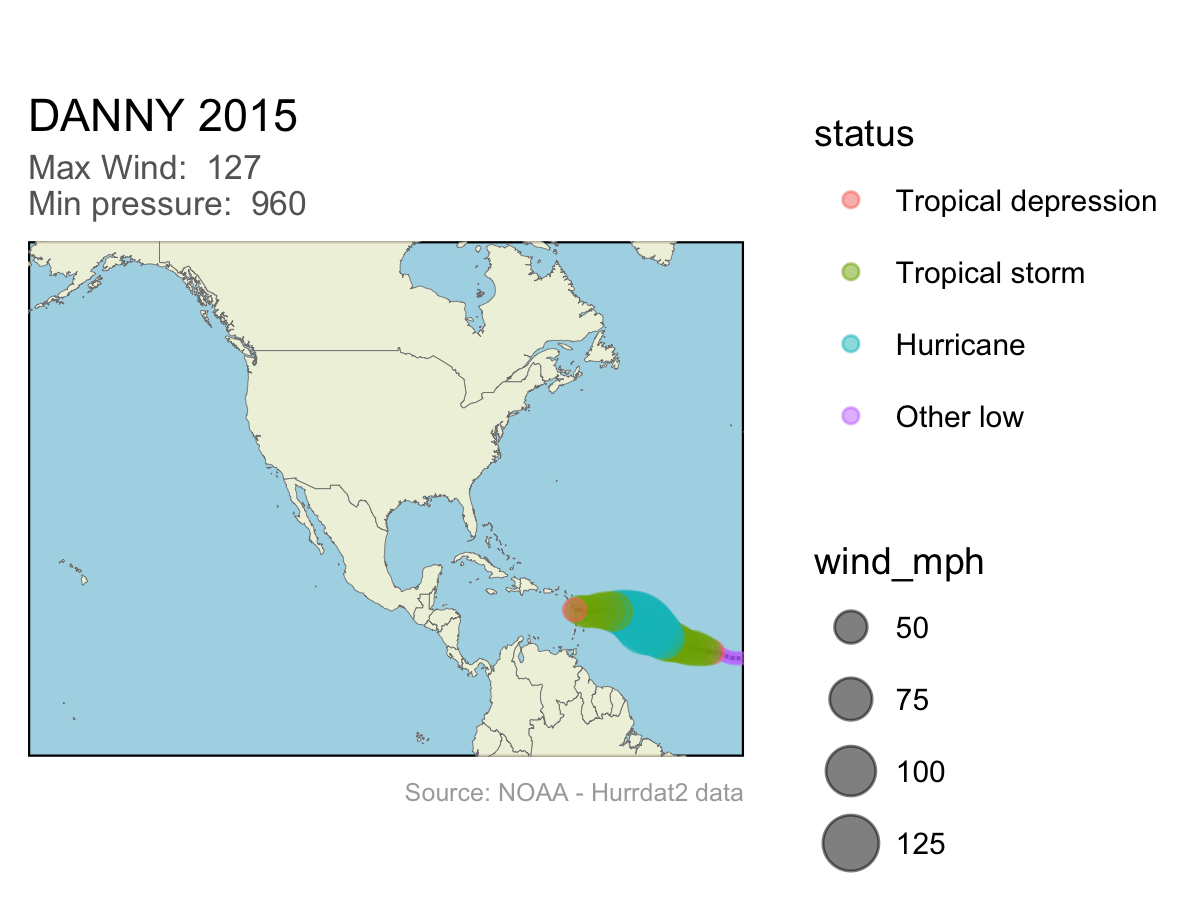 DANNY 2015
Max Wind:  127
Min pressure:  960
status
Tropical depression
Tropical storm
Hurricane
Other low
wind_mph
50
75
100
125
Source: NOAA - Hurrdat2 data